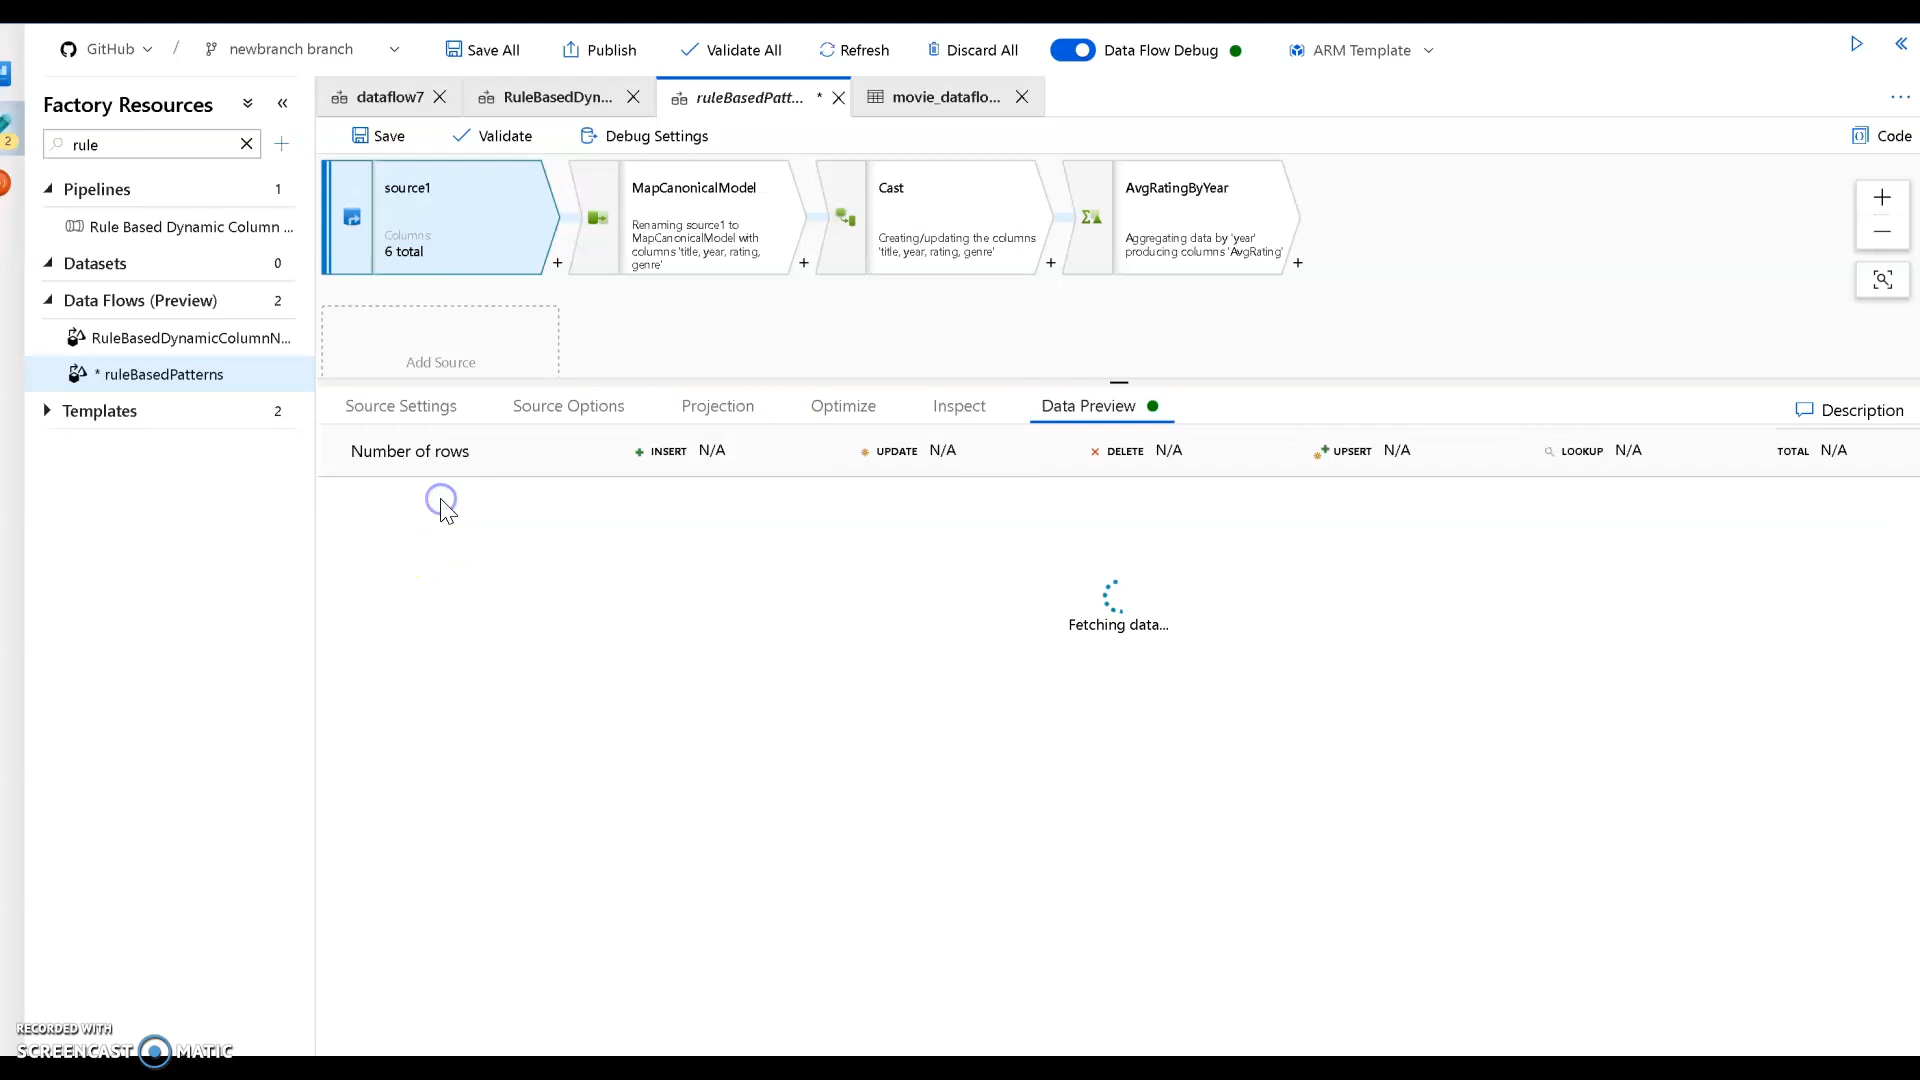 GitHub / newbranch branch Save All Publish Validate All Refresh Discard All Data Flow Debug ARM Template
Factory Resources
rule
Pipelines 1
Rule Based Dynamic Column ...
Datasets 0
Data Flows (Preview) 2
RuleBasedDynamicColumnN...
* ruleBasedPatterns
Templates 2
dataflow7 RuleBasedDyn... ruleBasedPatt... * movie_dataflo...
Save Validate Debug Settings Code
source1
Columns:
6 total
+
MapCanonicalModel
Renaming source1 to
MapCanonicalModel with
columns 'title, year, rating,
genre'
+
Cast
Creating/updating the columns
'title, year, rating, genre'
+
AvgRatingByYear
Aggregating data by 'year'
producing columns 'AvgRating'
+
Add Source
Source Settings Source Options Projection Optimize Inspect Data Preview Description
Number of rows INSERT N/A UPDATE N/A DELETE N/A UPSERT N/A LOOKUP N/A TOTAL N/A
Fetching data...
2
RECORDED WITH
SCREENCAST MATIC